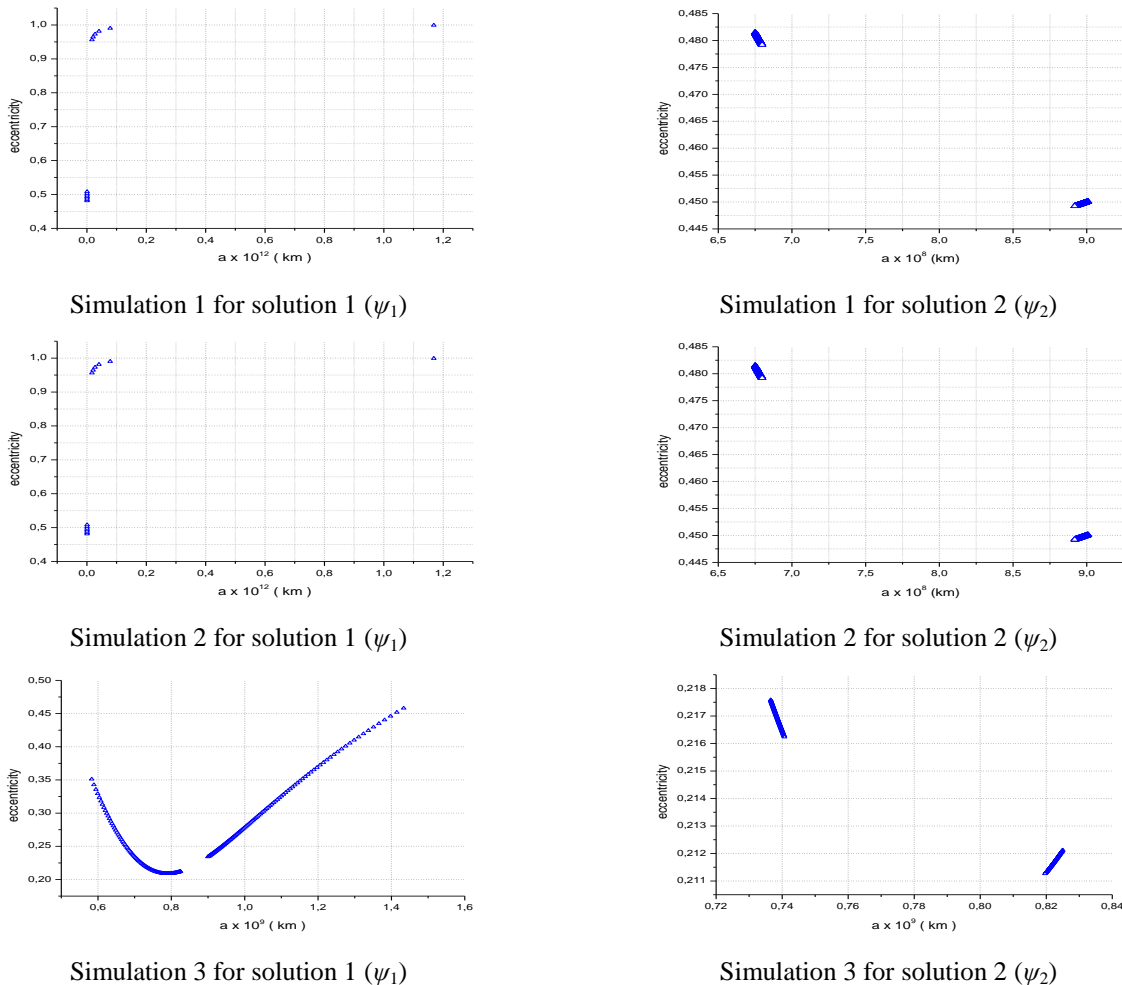 1,0
0,9
0,8
0,7
0,6
0,5
0,4
eccentricity
0,0 0,2 0,4 0,6 0,8 1,0 1,2
a x 10¹² ( km )
Simulation 1 for solution 1 (ψ₁)
0,485
0,480
0,475
0,470
0,465
0,460
0,455
0,450
0,445
eccentricity
6,5 7,0 7,5 8,0 8,5 9,0
a x 10⁸ (km)
Simulation 1 for solution 2 (ψ₂)
1,0
0,9
0,8
0,7
0,6
0,5
0,4
eccentricity
0,0 0,2 0,4 0,6 0,8 1,0 1,2
a x 10¹² ( km )
Simulation 2 for solution 1 (ψ₁)
0,485
0,480
0,475
0,470
0,465
0,460
0,455
0,450
0,445
eccentricity
6,5 7,0 7,5 8,0 8,5 9,0
a x 10⁸ (km)
Simulation 2 for solution 2 (ψ₂)
0,50
0,45
0,40
0,35
0,30
0,25
0,20
eccentricity
0,6 0,8 1,0 1,2 1,4 1,6
a x 10⁹ ( km )
Simulation 3 for solution 1 (ψ₁)
0,218
0,217
0,216
0,215
0,214
0,213
0,212
0,211
eccentricity
0,72 0,74 0,76 0,78 0,80 0,82 0,84
a x 10⁹ ( km )
Simulation 3 for solution 2 (ψ₂)